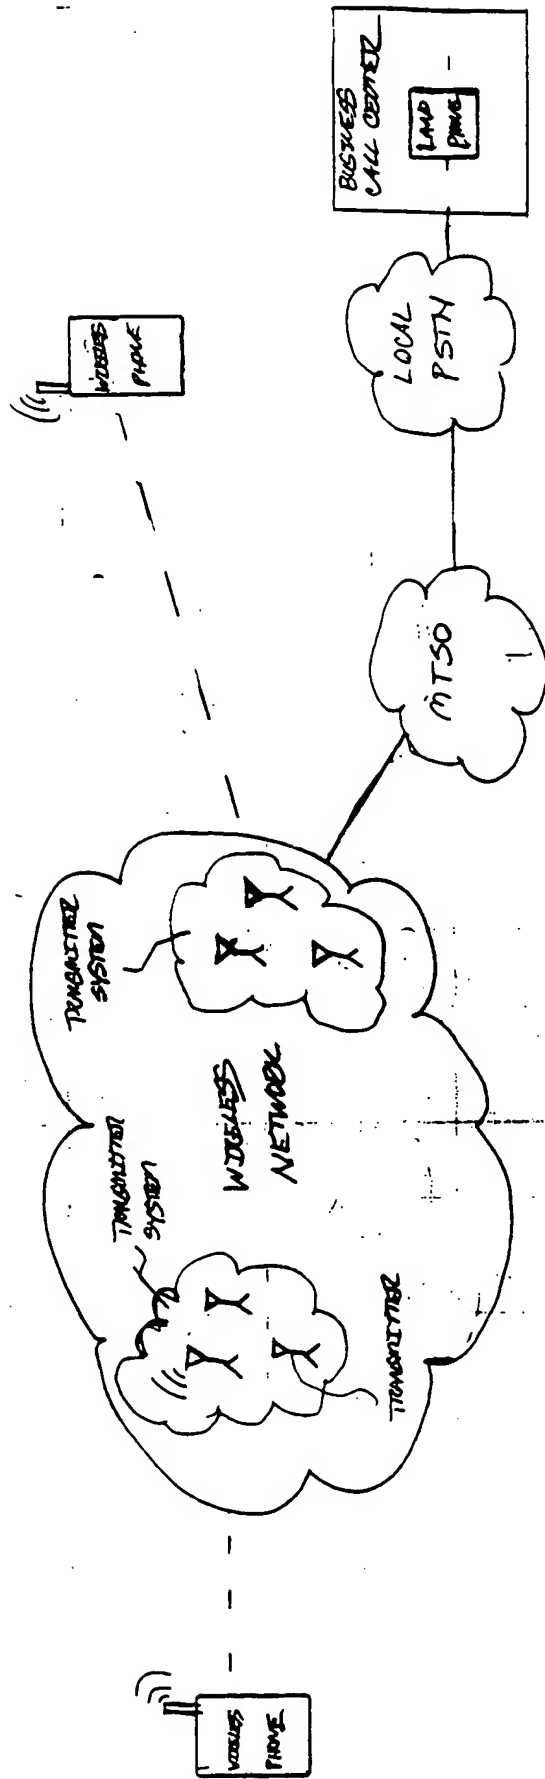 WIRELESS
PHONE
TRANSMITTER
SYSTEM
TRANSMITTER
WIRELESS
NETWORK
TRANSMITTER
SYSTEM
WIRELESS
PHONE
MTSO
LOCAL
PSTN
BUSINESS
CALL CENTER
LAND
PHONE